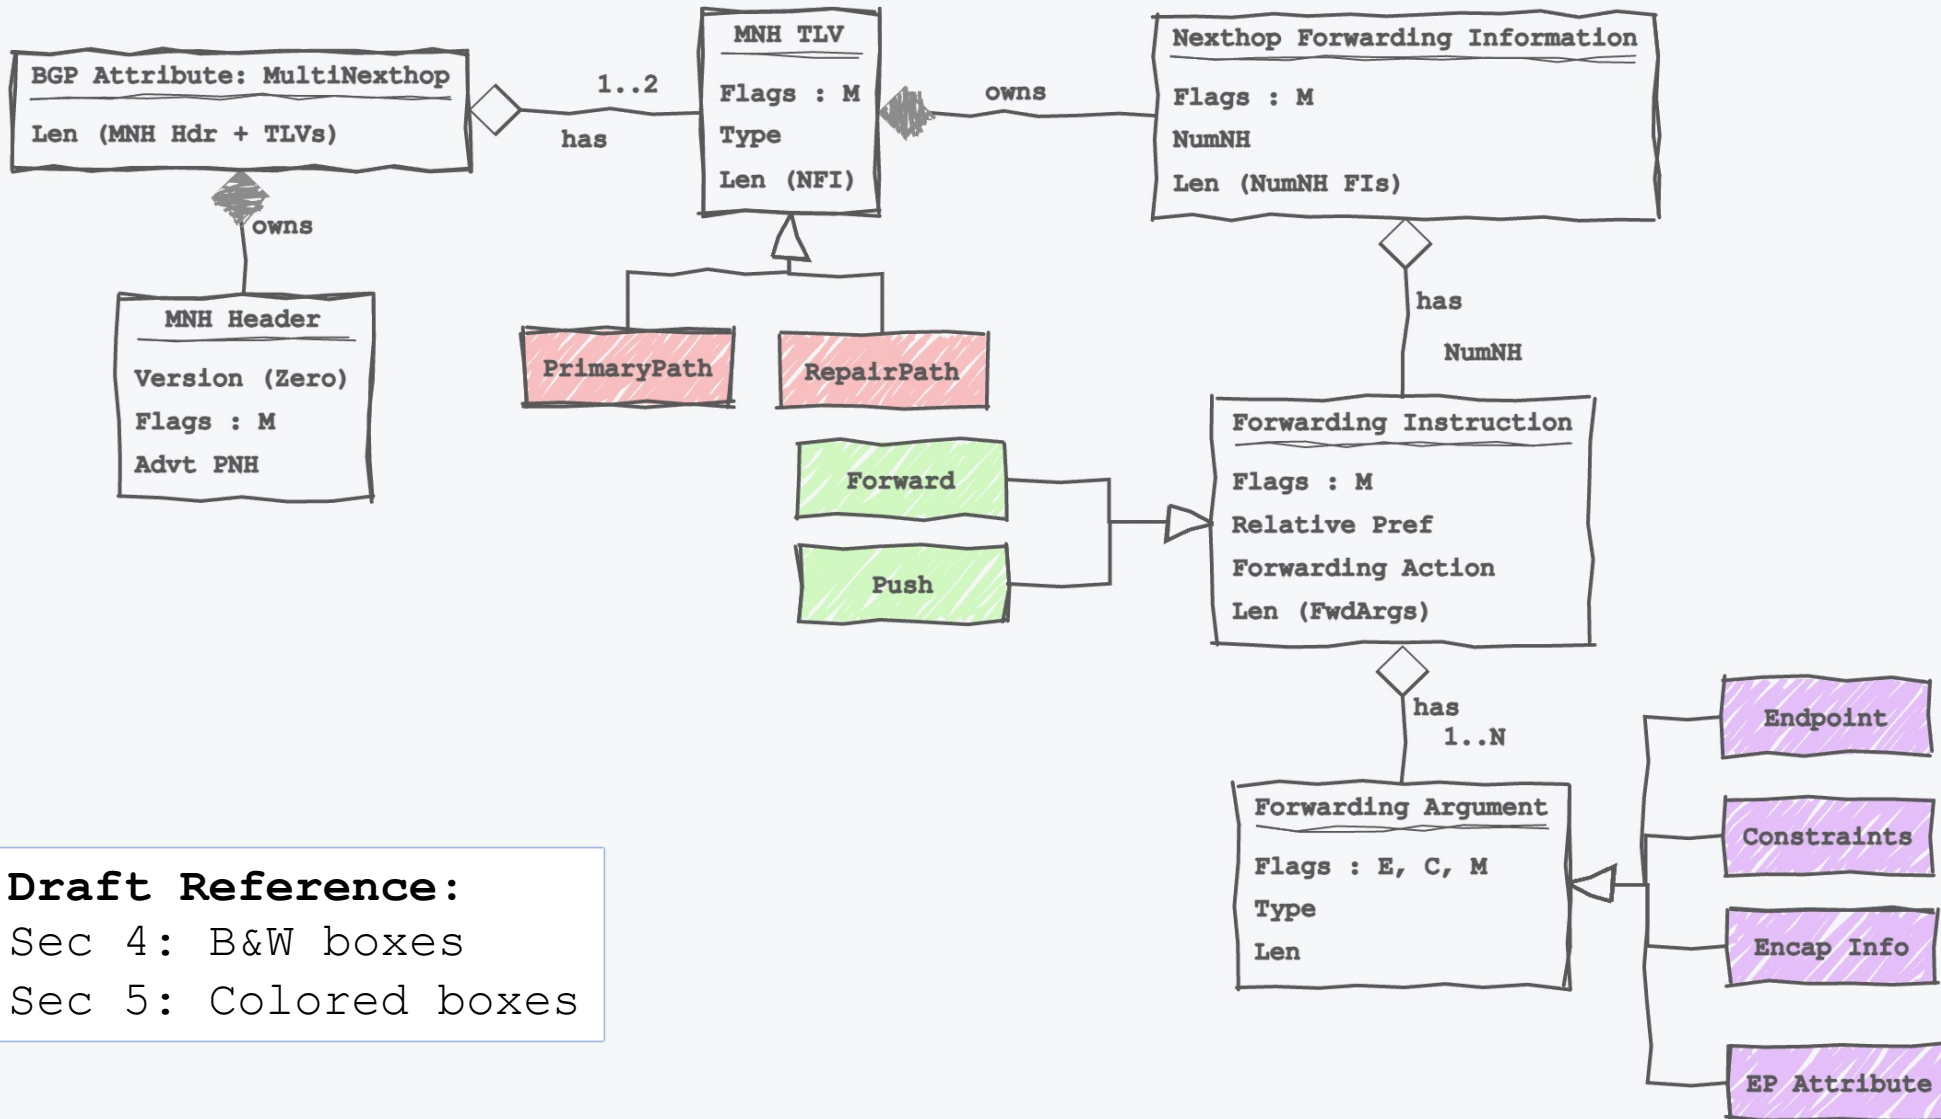 BGP Attribute: MultiNexthop
Len (MNH Hdr + TLVs)
1..2
has
MNH TLV
Flags : M
Type
Len (NFI)
owns
Nexthop Forwarding Information
Flags : M
NumNH
Len (NumNH FIs)
owns
MNH Header
Version (Zero)
Flags : M
Advt PNH
PrimaryPath
RepairPath
has
NumNH
Forward
Push
Forwarding Instruction
Flags : M
Relative Pref
Forwarding Action
Len (FwdArgs)
has
1..N
Forwarding Argument
Flags : E, C, M
Type
Len
Endpoint
Constraints
Encap Info
EP Attribute
Draft Reference:
Sec 4: B&W boxes
Sec 5: Colored boxes